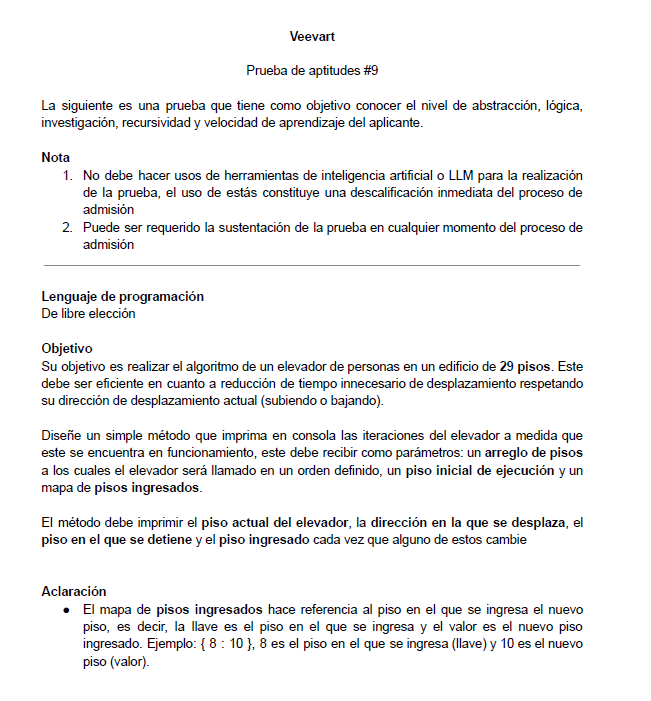 Veevart
Prueba de aptitudes #9
La siguiente es una prueba que tiene como objetivo conocer el nivel de abstracción, lógica,
investigación, recursividad y velocidad de aprendizaje del aplicante.
Nota
1. No debe hacer usos de herramientas de inteligencia artificial o LLM para la realización
de la prueba, el uso de estás constituye una descalificación inmediata del proceso de
admisión
2. Puede ser requerido la sustentación de la prueba en cualquier momento del proceso de
admisión
Lenguaje de programación
De libre elección
Objetivo
Su objetivo es realizar el algoritmo de un elevador de personas en un edificio de 29 pisos. Este
debe ser eficiente en cuanto a reducción de tiempo innecesario de desplazamiento respetando
su dirección de desplazamiento actual (subiendo o bajando).
Diseñe un simple método que imprima en consola las iteraciones del elevador a medida que
este se encuentra en funcionamiento, este debe recibir como parámetros: un arreglo de pisos
a los cuales el elevador será llamado en un orden definido, un piso inicial de ejecución y un
mapa de pisos ingresados.
El método debe imprimir el piso actual del elevador, la dirección en la que se desplaza, el
piso en el que se detiene y el piso ingresado cada vez que alguno de estos cambie
Aclaración
● El mapa de pisos ingresados hace referencia al piso en el que se ingresa el nuevo
piso, es decir, la llave es el piso en el que se ingresa y el valor es el nuevo piso
ingresado. Ejemplo: { 8 : 10 }, 8 es el piso en el que se ingresa (llave) y 10 es el nuevo
piso (valor).